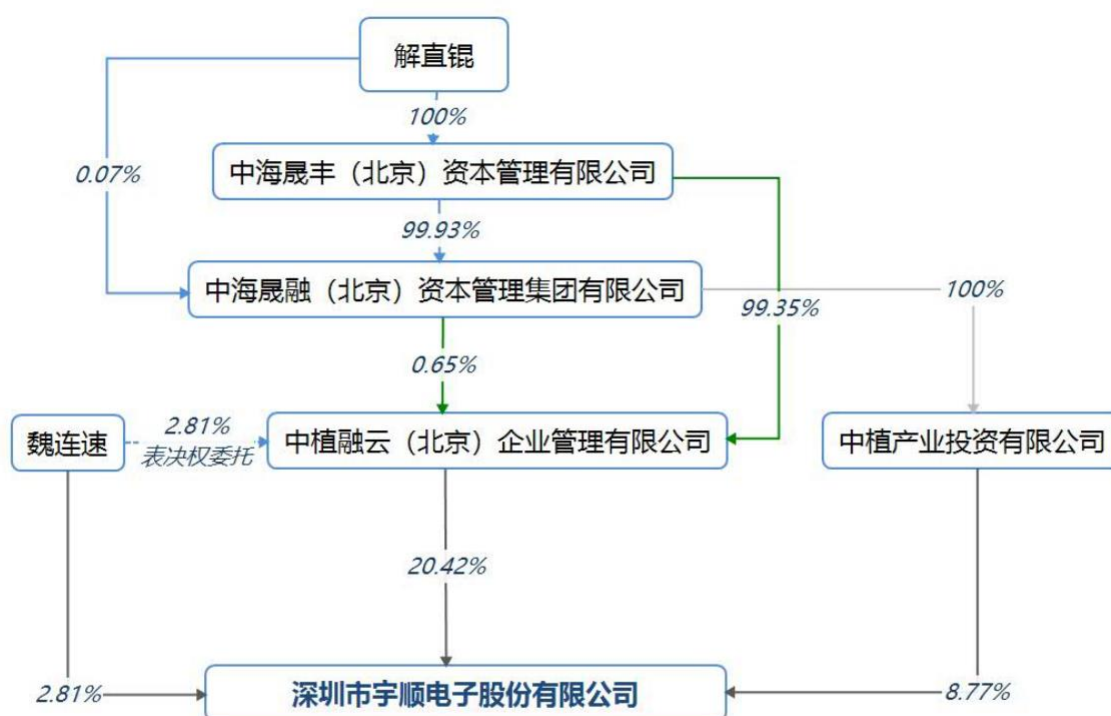 解直锟
100%
0.07%
中海晟丰（北京）资本管理有限公司
99.93%
中海晟融（北京）资本管理集团有限公司
100%
99.35%
0.65%
魏连速
2.81%
表决权委托
中植融云（北京）企业管理有限公司
中植产业投资有限公司
20.42%
2.81%
深圳市宇顺电子股份有限公司
8.77%